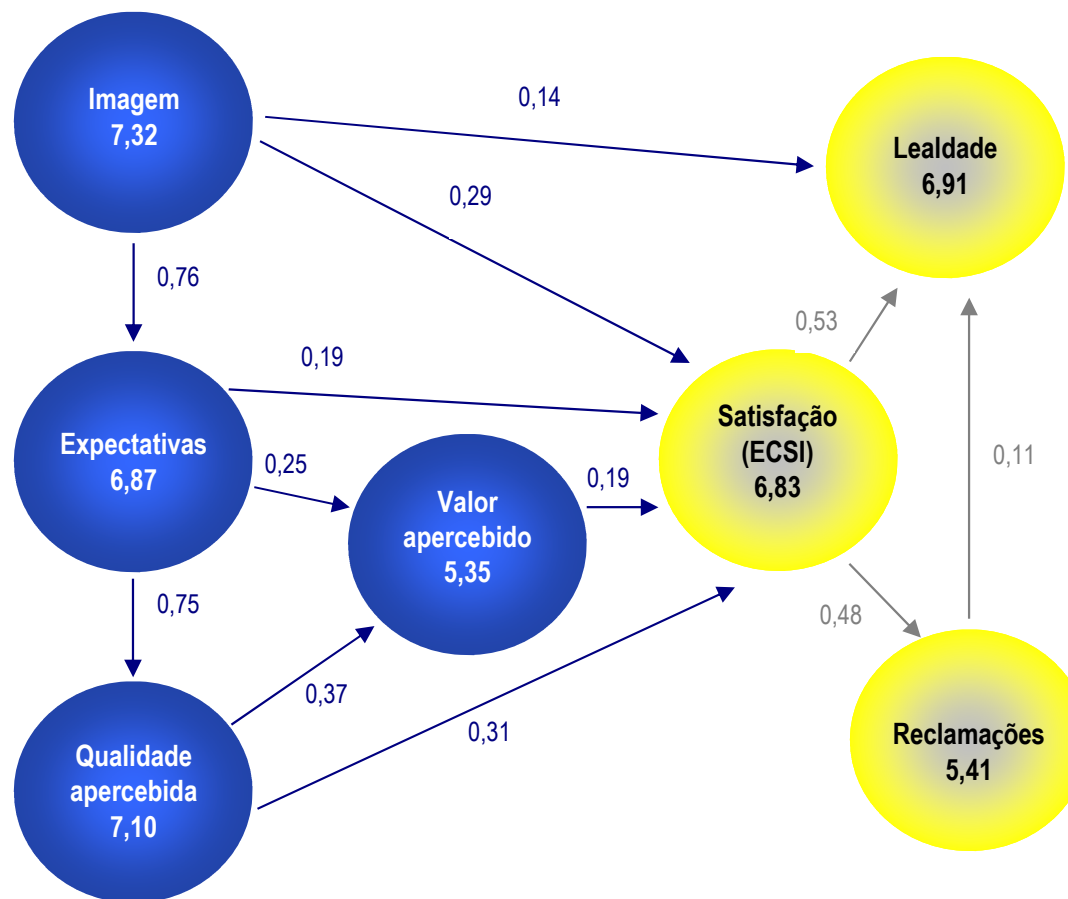 Imagem
7,32
0,14
Lealdade
6,91
0,29
0,76
0,53
0,19
Satisfação
(ECSI)
6,83
Expectativas
6,87
0,25
0,19
0,11
Valor
apercebido
5,35
0,75
0,48
0,37
0,31
Reclamações
5,41
Qualidade
apercebida
7,10